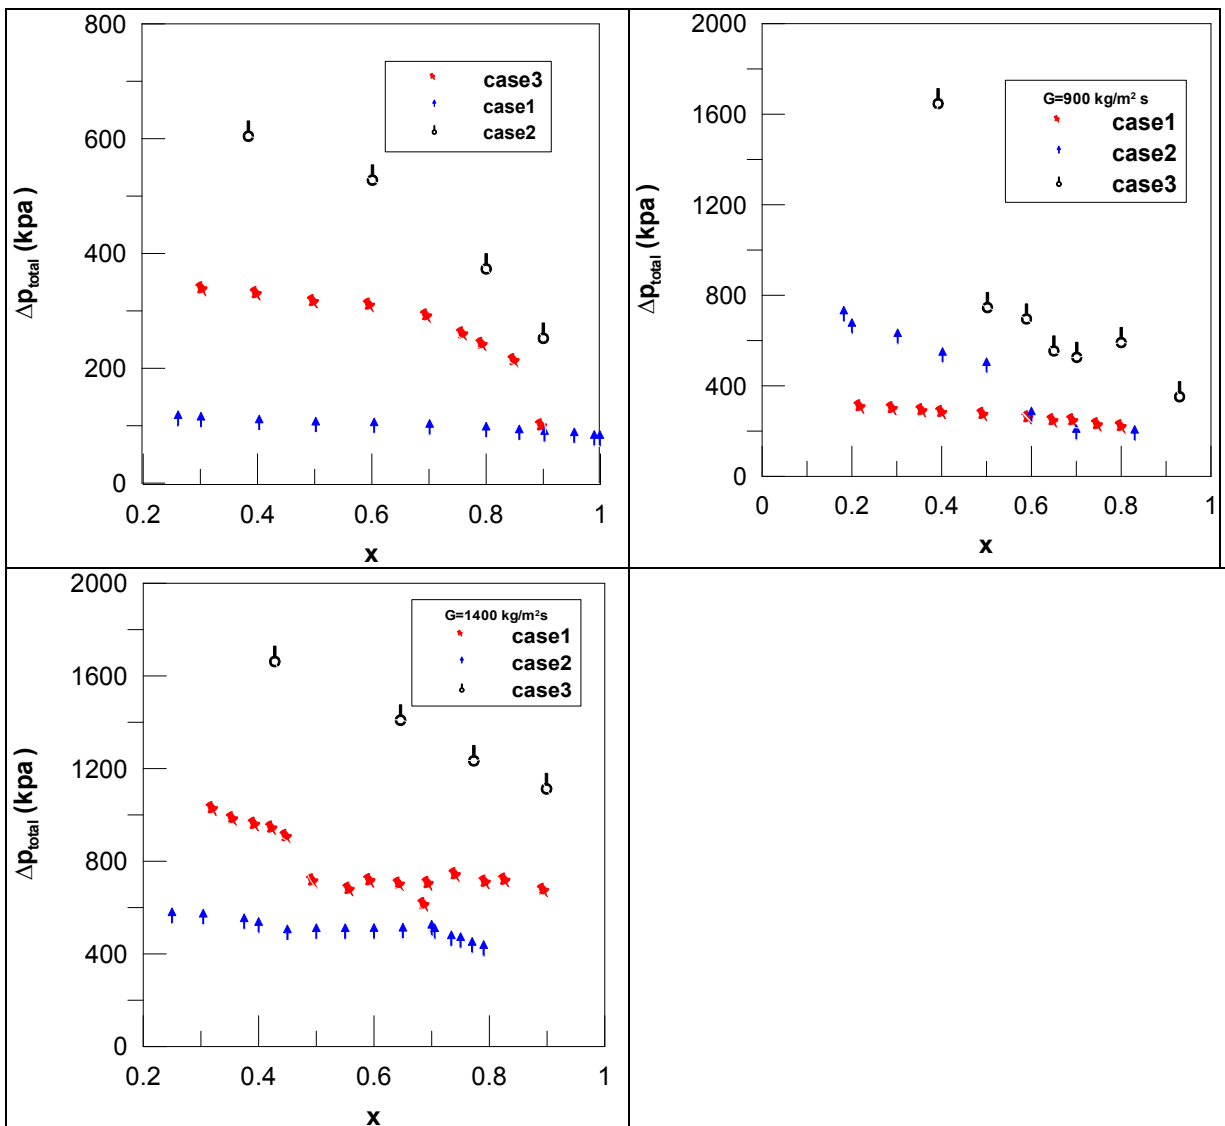 800
600
400
200
0
Δp_total (kpa )
case3
case1
case2
0.2 0.4 0.6 0.8 1
x
2000
1600
1200
800
400
0
Δp_total (kpa )
G=900 kg/m² s
case1
case2
case3
0 0.2 0.4 0.6 0.8 1
x
2000
1600
1200
800
400
0
Δp_total (kpa )
G=1400 kg/m²s
case1
case2
case3
0.2 0.4 0.6 0.8 1
x